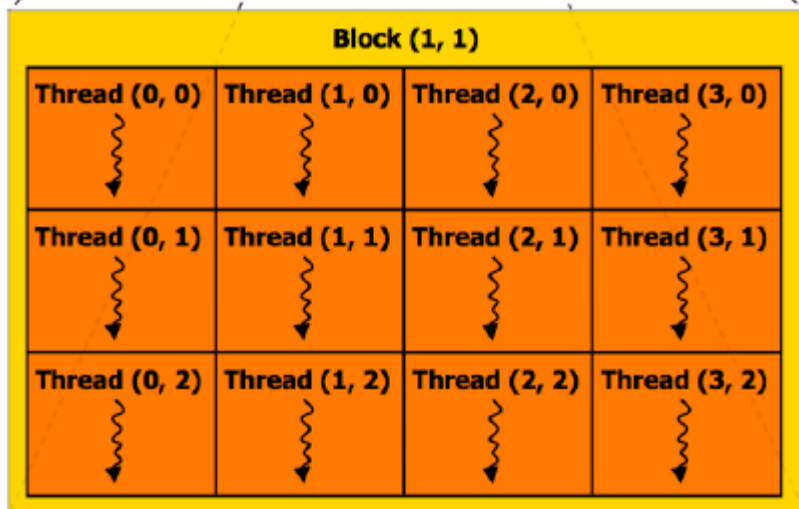 Block (1, 1)
Thread (0, 0) Thread (1, 0) Thread (2, 0) Thread (3, 0)
Thread (0, 1) Thread (1, 1) Thread (2, 1) Thread (3, 1)
Thread (0, 2) Thread (1, 2) Thread (2, 2) Thread (3, 2)